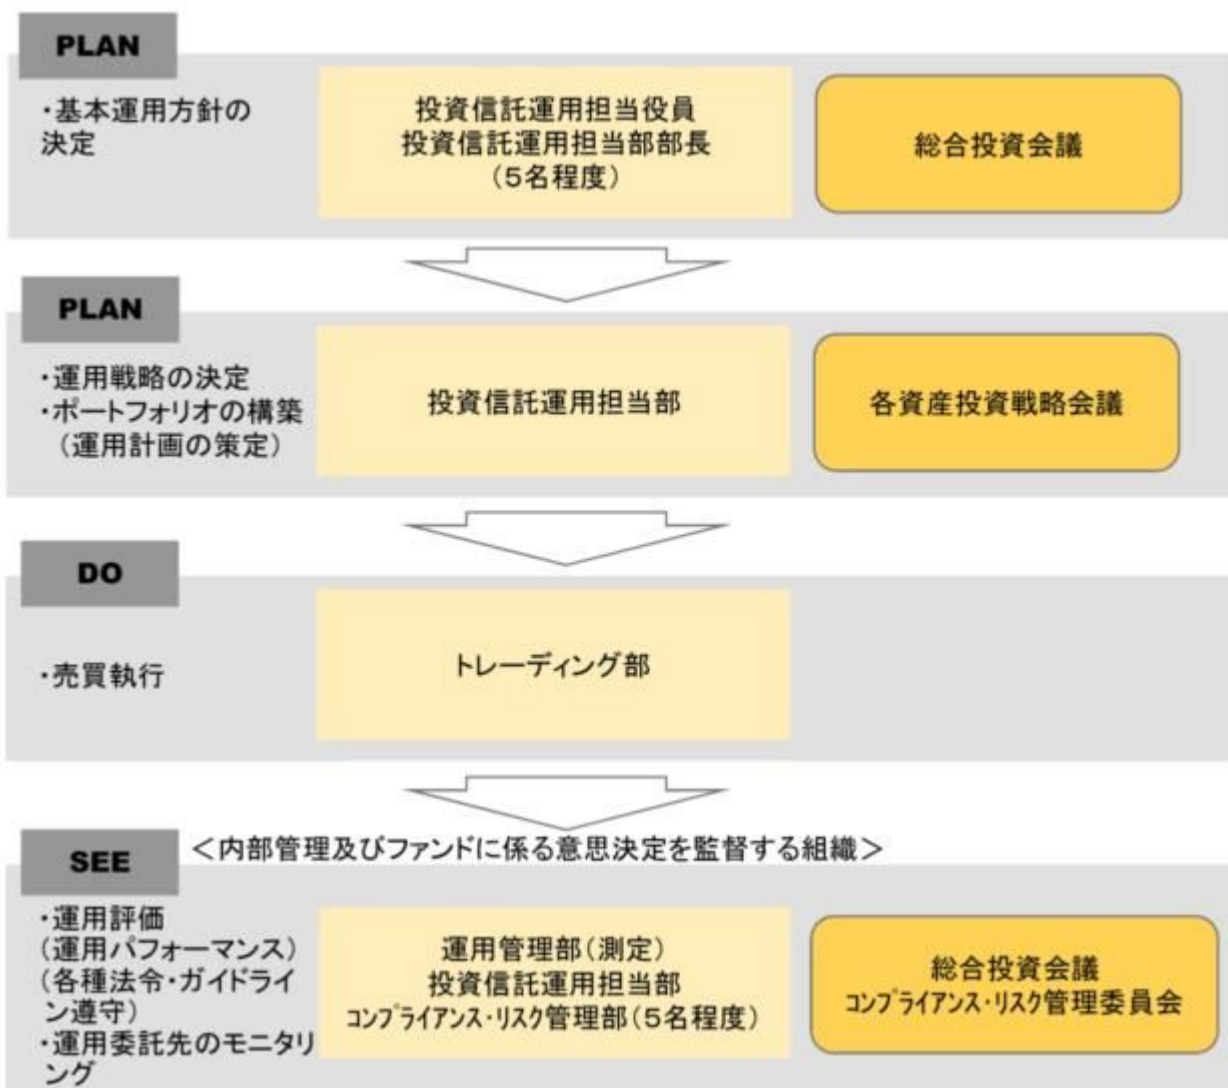 PLAN
・基本運用方針の
決定
投資信託運用担当役員
投資信託運用担当部部長
(5名程度)
総合投資会議
PLAN
・運用戦略の決定
・ポートフォリオの構築
(運用計画の策定)
投資信託運用担当部
各資産投資戦略会議
DO
・売買執行
トレーディング部
SEE
＜内部管理及びファンドに係る意思決定を監督する組織＞
・運用評価
(運用パフォーマンス)
(各種法令・ガイドライ
ン遵守)
・運用委託先のモニタリ
ング
運用管理部(測定)
投資信託運用担当部
ｺﾝﾌﾟﾗｲｱﾝｽ・ﾘｽｸ管理部(5名程度)
総合投資会議
ｺﾝﾌﾟﾗｲｱﾝｽ・ﾘｽｸ管理委員会